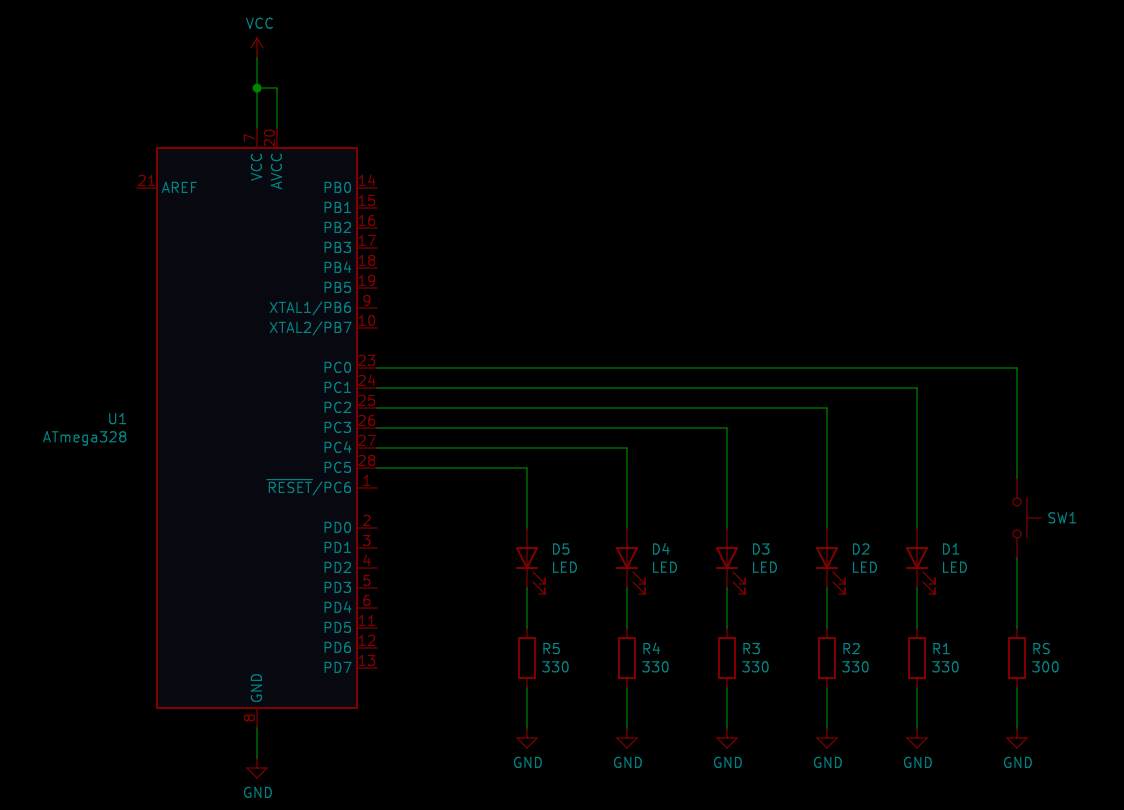 VCC
7
20
VCC
AVCC
21
AREF
PB0
14
PB1
15
PB2
16
PB3
17
PB4
18
PB5
19
XTAL1/PB6
9
XTAL2/PB7
10
PC0
23
PC1
24
PC2
25
PC3
26
PC4
27
PC5
28
RESET/PC6
1
U1
ATmega328
PD0
2
PD1
3
PD2
4
PD3
5
PD4
6
PD5
11
PD6
12
PD7
13
GND
8
GND
SW1
D5
LED
D4
LED
D3
LED
D2
LED
D1
LED
R5
330
R4
330
R3
330
R2
330
R1
330
RS
300
GND
GND
GND
GND
GND
GND